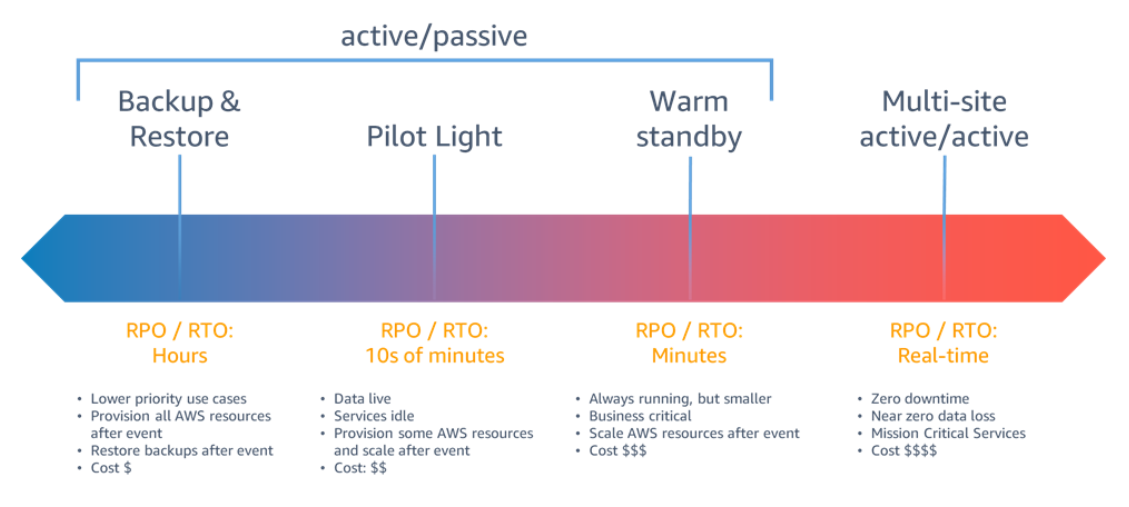 active/passive
Backup &
Restore
Pilot Light
Warm
standby
Multi-site
active/active
RPO / RTO:
Hours
RPO / RTO:
10s of minutes
RPO / RTO:
Minutes
RPO / RTO:
Real-time
• Lower priority use cases
• Provision all AWS resources
after event
• Restore backups after event
• Cost $
• Data live
• Services idle
• Provision some AWS resources
and scale after event
• Cost: $$
• Always running, but smaller
• Business critical
• Scale AWS resources after event
• Cost $$$
• Zero downtime
• Near zero data loss
• Mission Critical Services
• Cost $$$$